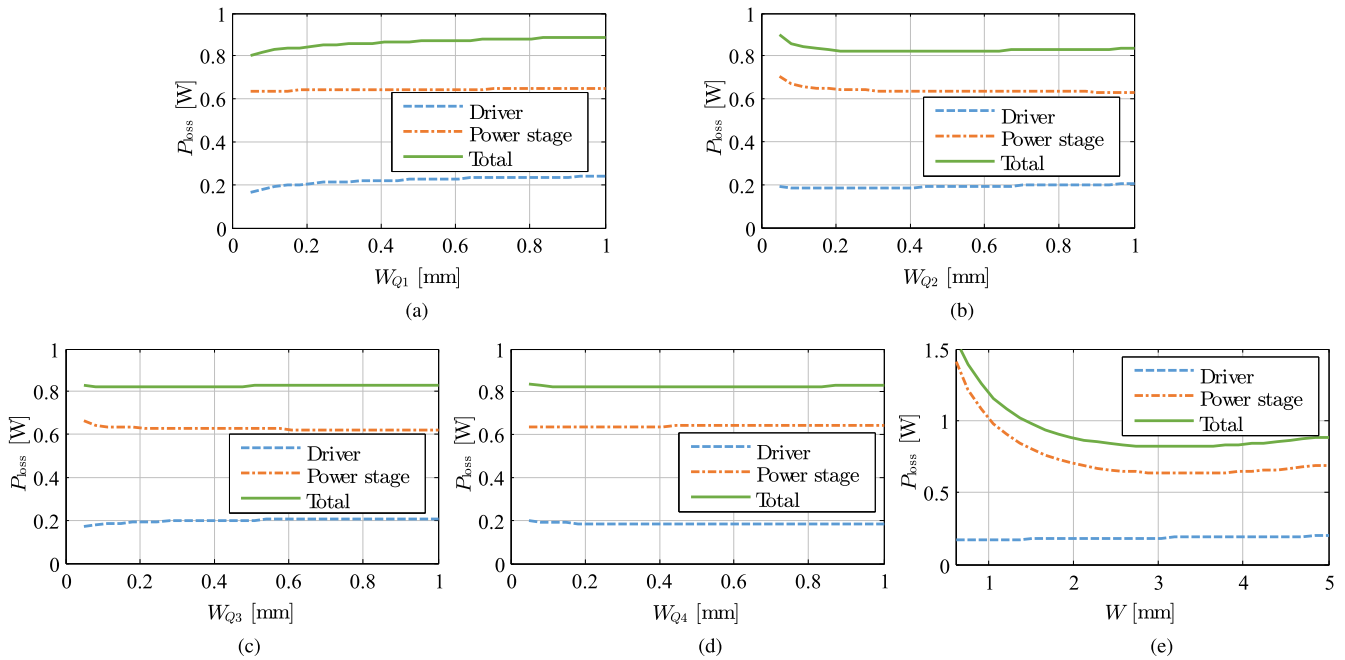 1
0.8
0.6
0.4
0.2
0
P_loss [W]
Driver
Power stage
Total
0 0.2 0.4 0.6 0.8 1
W_Q1 [mm]
(a)
1
0.8
0.6
0.4
0.2
0
P_loss [W]
Driver
Power stage
Total
0 0.2 0.4 0.6 0.8 1
W_Q2 [mm]
(b)
1
0.8
0.6
0.4
0.2
0
P_loss [W]
Driver
Power stage
Total
0 0.2 0.4 0.6 0.8 1
W_Q3 [mm]
(c)
1
0.8
0.6
0.4
0.2
0
P_loss [W]
Driver
Power stage
Total
0 0.2 0.4 0.6 0.8 1
W_Q4 [mm]
(d)
1.5
1
0.5
0
P_loss [W]
Driver
Power stage
Total
1 2 3 4 5
W [mm]
(e)